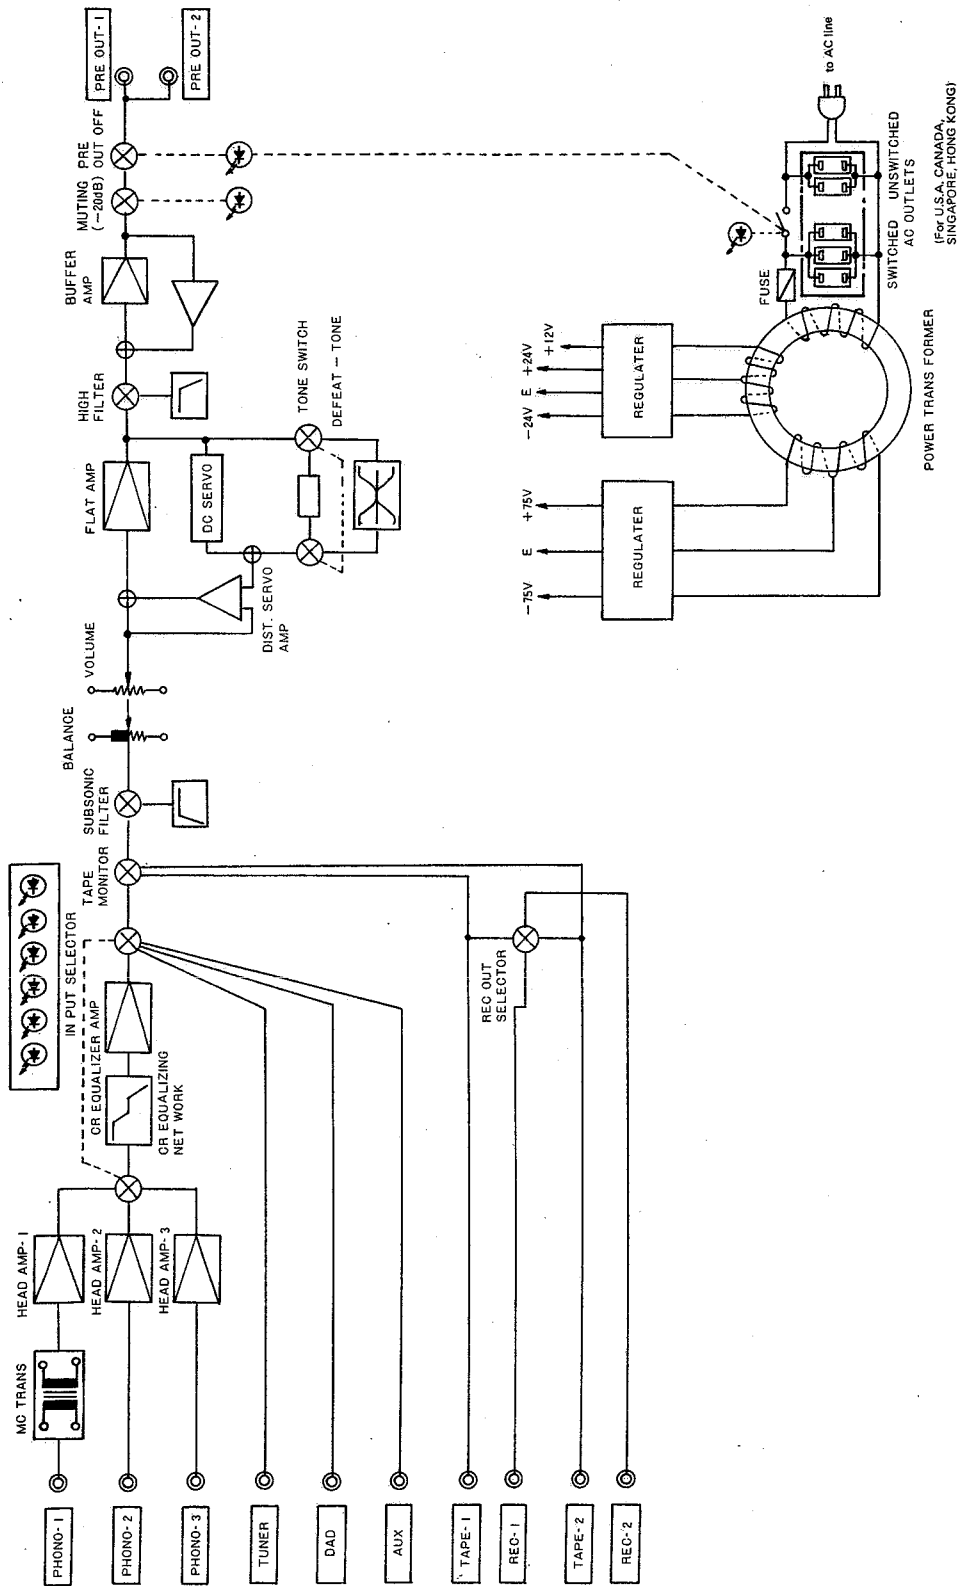 PHONO-1
PHONO-2
PHONO-3
TUNER
DAD
AUX
TAPE-1
REC-1
TAPE-2
REC-2
MC TRANS
HEAD AMP-1
HEAD AMP-2
HEAD AMP-3
CR EQUALIZING
NET WORK
CR EQUALIZER AMP
IN PUT SELECTOR
TAPE
MONITOR
REC OUT
SELECTOR
SUBSONIC
FILTER
BALANCE
VOLUME
DIST. SERVO
AMP
FLAT AMP
DC SERVO
TONE SWITCH
DEFEAT – TONE
HIGH
FILTER
BUFFER
AMP
MUTING
(–20dB)
PRE
OUT OFF
PRE OUT-1
PRE OUT-2
–75V
E
+75V
REGULATER
–24V
E
+24V
+12V
REGULATER
POWER TRANS FORMER
FUSE
SWITCHED UNSWITCHED
AC OUTLETS
to AC line
(For U.S.A, CANADA,
SINGAPORE, HONG KONG)